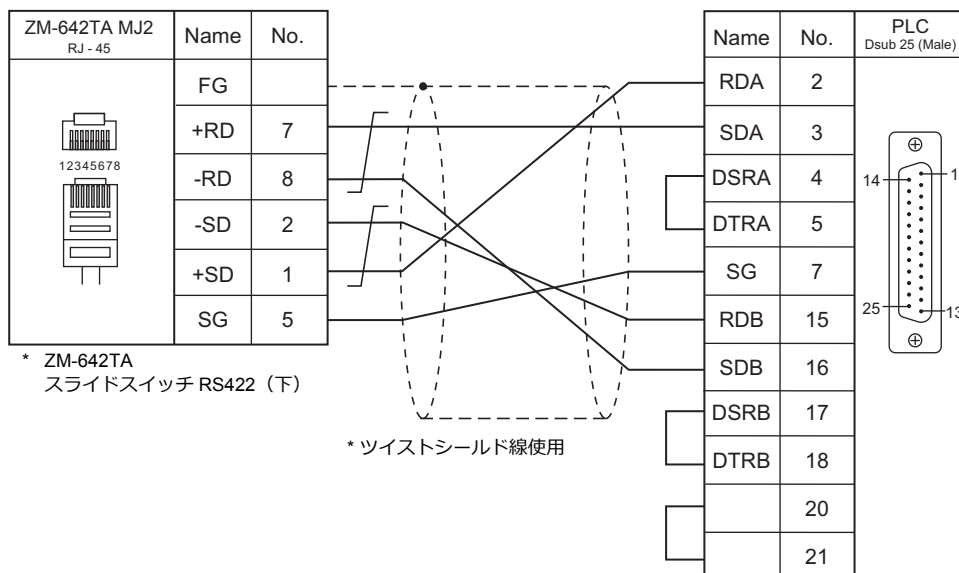 ZM-642TA MJ2
RJ - 45
Name No.
FG
+RD 7
-RD 8
-SD 2
+SD 1
SG 5
12345678
* ZM-642TA
スライドスイッチ RS422（下）
* ツイストシールド線使用
Name No.
PLC
Dsub 25 (Male)
RDA 2
SDA 3
DSRA 4
DTRA 5
SG 7
RDB 15
SDB 16
DSRB 17
DTRB 18
20
21
14 1
25 13